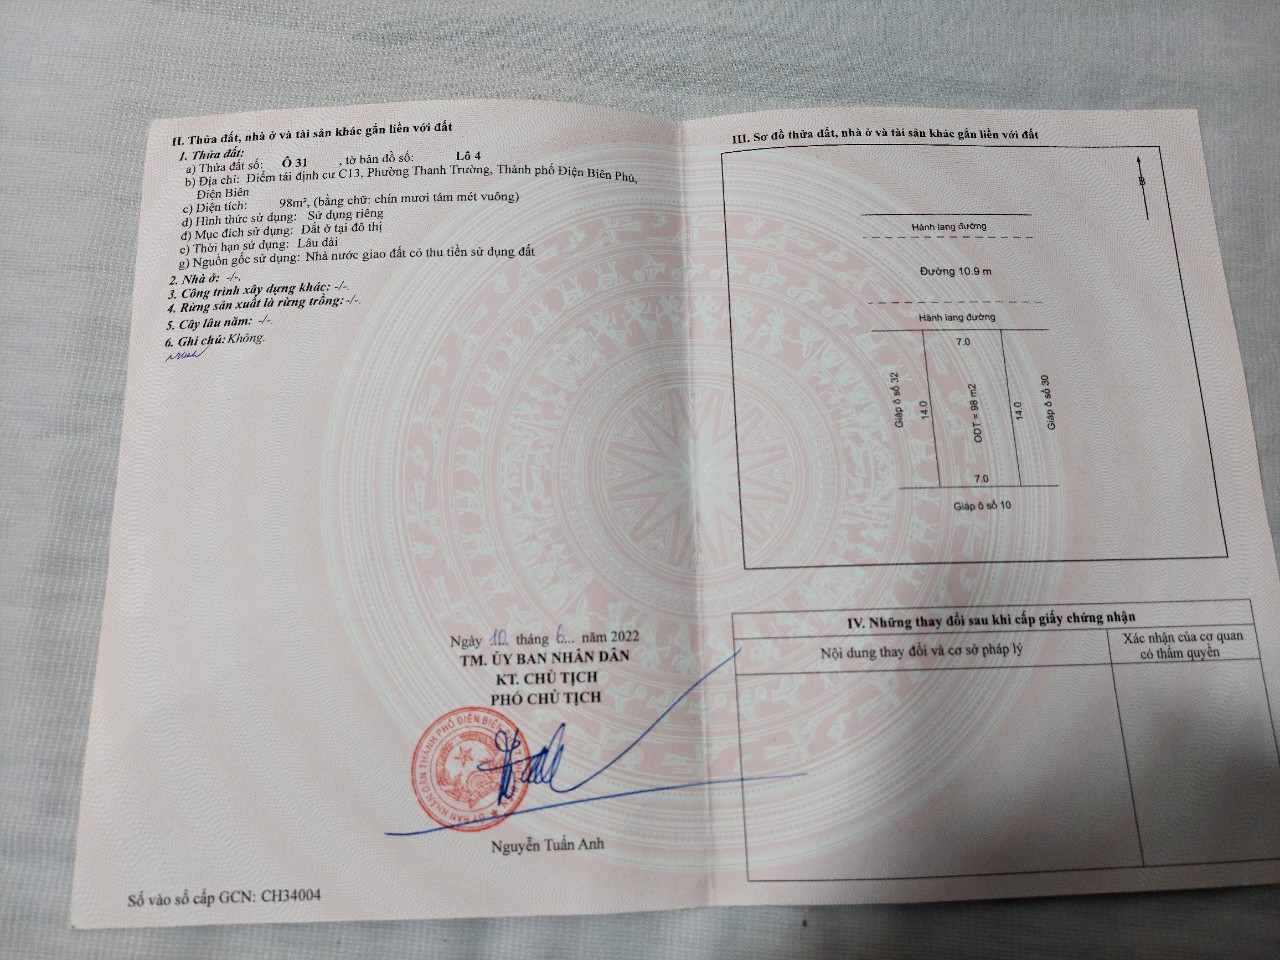 II. Thửa đất, nhà ở và tài sản khác gắn liền với đất
1. Thửa đất:
a) Thửa đất số: Ô 31 , tờ bản đồ số: Lô 4
b) Địa chỉ: Điểm tái định cư C13, Phường Thanh Trường, Thành phố Điện Biên Phủ,
Điện Biên
c) Diện tích: 98m², (bằng chữ: chín mươi tám mét vuông)
d) Hình thức sử dụng: Sử dụng riêng
đ) Mục đích sử dụng: Đất ở tại đô thị
e) Thời hạn sử dụng: Lâu dài
g) Nguồn gốc sử dụng: Nhà nước giao đất có thu tiền sử dụng đất
2. Nhà ở: -/-.
3. Công trình xây dựng khác: -/-.
4. Rừng sản xuất là rừng trồng: -/-.
5. Cây lâu năm: -/-.
6. Ghi chú: Không.
Ngày 10. tháng 6... năm 2022
TM. ỦY BAN NHÂN DÂN
KT. CHỦ TỊCH
PHÓ CHỦ TỊCH
Nguyễn Tuấn Anh
Số vào sổ cấp GCN: CH34004
III. Sơ đồ thửa đất, nhà ở và tài sản khác gắn liền với đất
B
Hành lang đường
Đường 10.9 m
Hành lang đường
7.0
Giáp ô số 32
14.0
ODT = 98 m2
14.0
Giáp ô số 30
7.0
Giáp ô số 10
IV. Những thay đổi sau khi cấp giấy chứng nhận
Nội dung thay đổi và cơ sở pháp lý
Xác nhận của cơ quan
có thẩm quyền